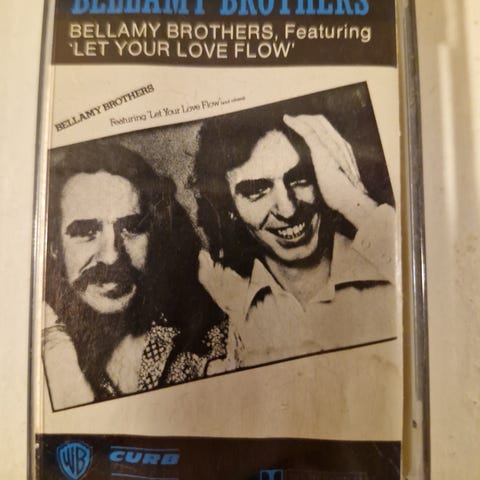 BELLAMY BROTHERS
BELLAMY BROTHERS, Featuring
'LET YOUR LOVE FLOW'
BELLAMY BROTHERS
Featuring 'Let Your Love Flow' (and others)
WB
CURB